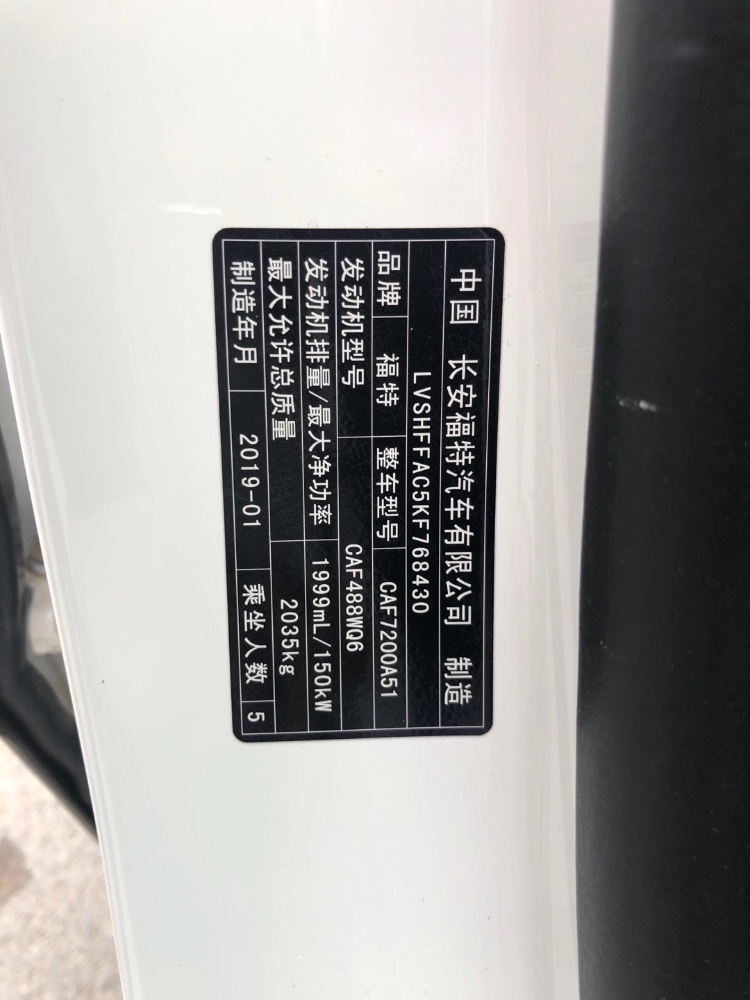 中国 长安福特汽车有限公司 制造
LVSHFFAC5KF768430
品牌 福特 整车型号 CAF7200A51
发动机型号 CAF488WQ6
发动机排量/最大净功率 1999mL/150kW
最大允许总质量 2035kg
制造年月 2019-01 乘坐人数 5